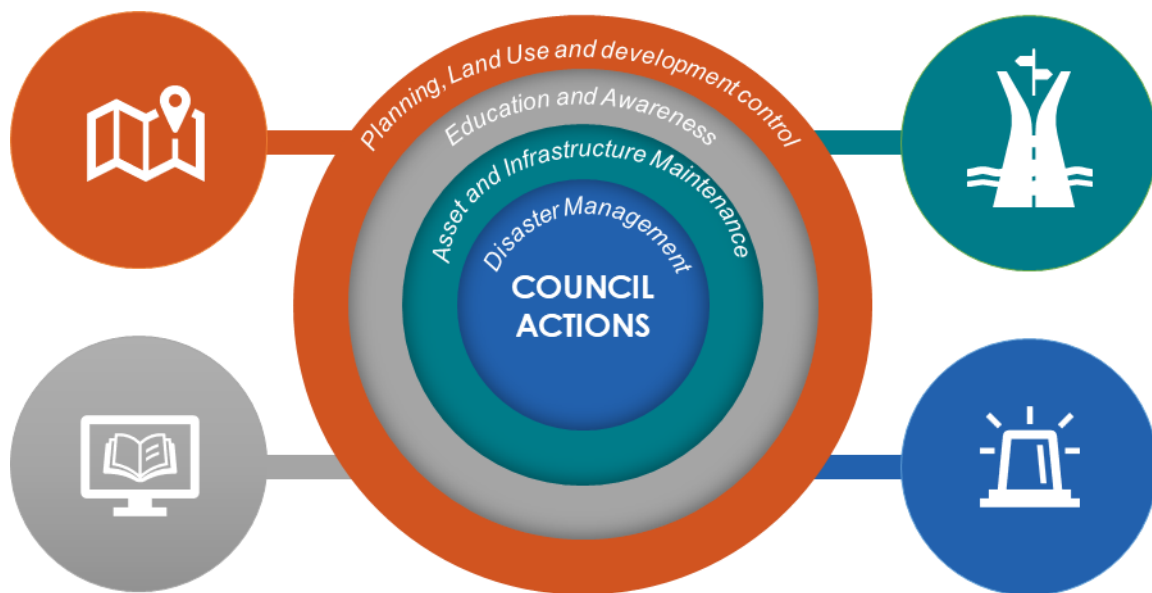 Planning, Land Use and development control
Education and Awareness
Asset and Infrastructure Maintenance
Disaster Management
COUNCIL
ACTIONS